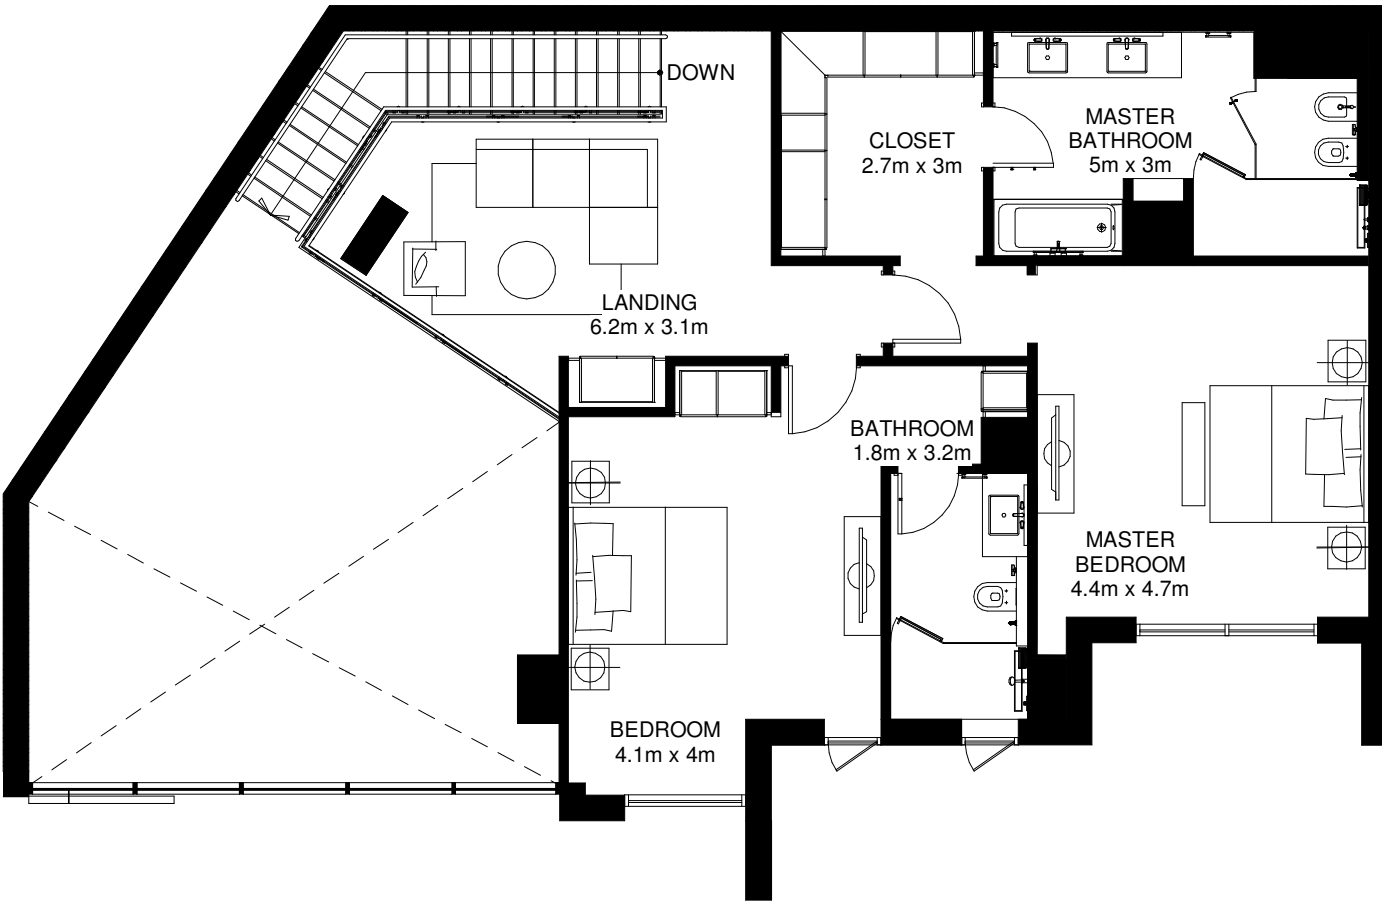 DOWN
CLOSET
2.7m x 3m
MASTER
BATHROOM
5m x 3m
LANDING
6.2m x 3.1m
BATHROOM
1.8m x 3.2m
MASTER
BEDROOM
4.4m x 4.7m
BEDROOM
4.1m x 4m